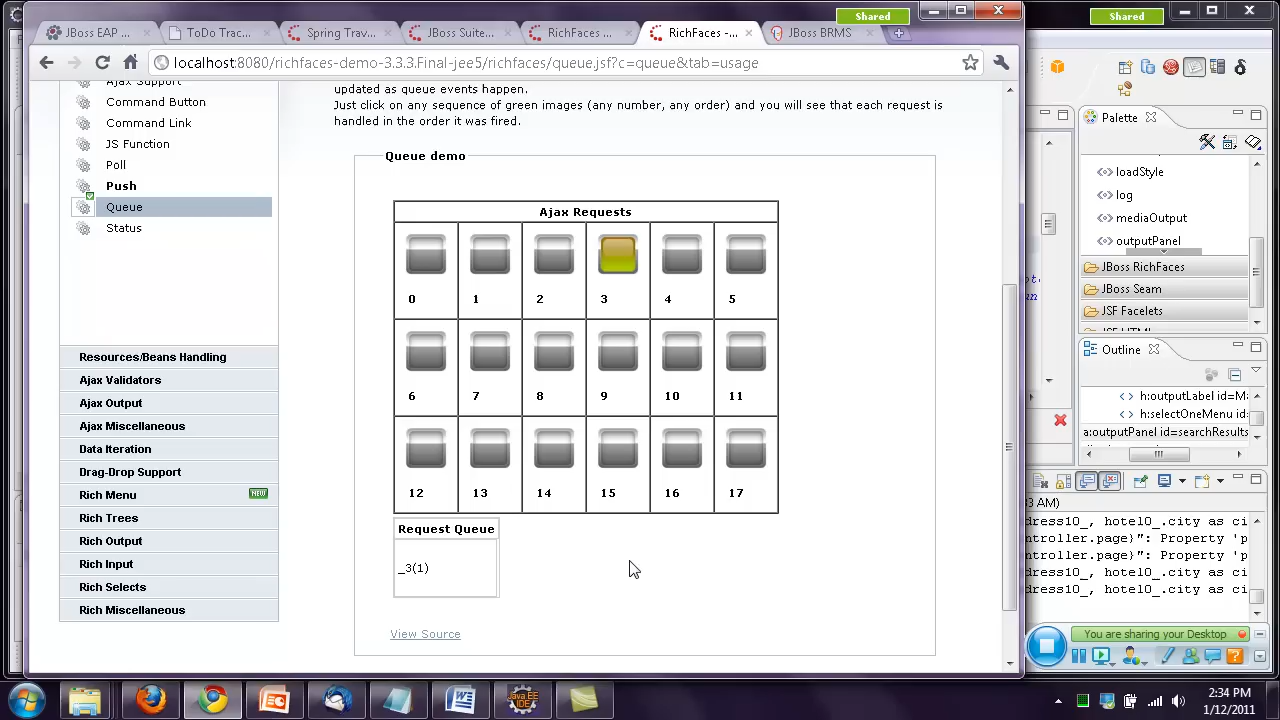 Shared
Shared
JBoss EAP ...
ToDo_Trac...
Spring Trav...
JBDS Suite...
RichFaces ...
RichFaces -...
JBoss BRMS
localhost:8080/richfaces-demo-3.3.3.Final-jee5/richfaces/queue.jsf?c=queue&tab=usage
Ajax Support
Command Button
Command Link
JS Function
Poll
Push
Queue
Status
Resources/Beans Handling
Ajax Validators
Ajax Output
Ajax Miscellaneous
Data Iteration
Drag-Drop Support
Rich Menu
NEW
Rich Trees
Rich Output
Rich Input
Rich Selects
Rich Miscellaneous
updated as queue events happen.
Just click on any sequence of green images (any number, any order) and you will see that each request is
handled in the order it was fired.
Queue demo
Ajax Requests
0 1 2 3 4 5
6 7 8 9 10 11
12 13 14 15 16 17
Request Queue
_3(1)
View Source
Palette
loadStyle
log
mediaOutput
outputPanel
JBoss RichFaces
JBoss Seam
JSF Facelets
JSF HTML
Outline
h:outputLabel id=Ma
h:selectOneMenu id:
a:outputPanel id=searchResults
33 AM)
dress10_, hotel0_.city as ci
ntroller.page}": Property 'p
ntroller.page}": Property 'p
dress10_, hotel0_.city as ci
dress10_, hotel0_.city as ci
You are sharing your Desktop
Java EE
IDE
2:34 PM
1/12/2011